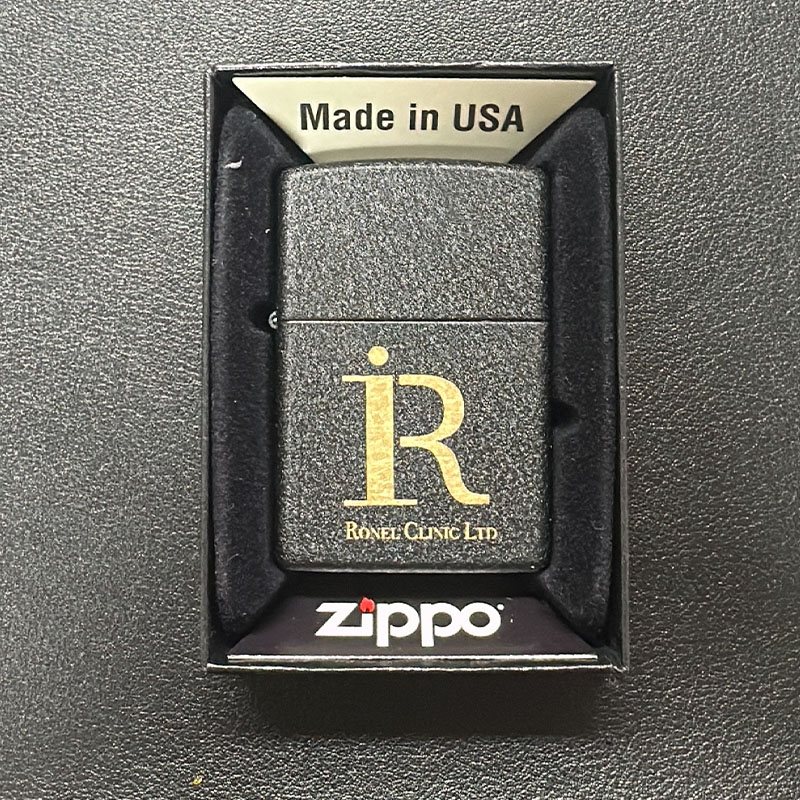 Made in USA
iR
Ronel Clinic Ltd
zippo